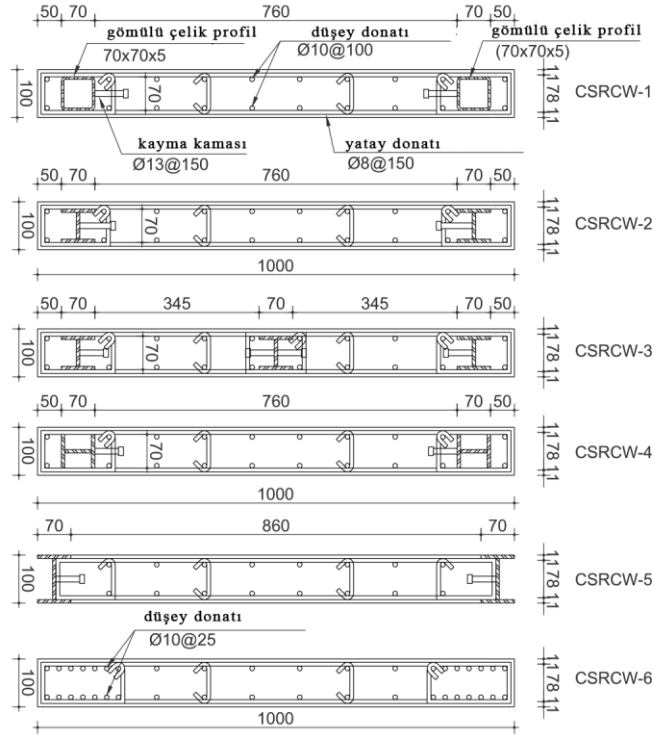 50 70 760 70 50
gömülü çelik profil
70x70x5
düşey donatı
Ø10@100
gömülü çelik profil
(70x70x5)
100
70
11 78 11
CSRCW-1
kayma kaması
Ø13@150
yatay donatı
Ø8@150
50 70 760 70 50
100
70
11 78 11
CSRCW-2
1000
50 70 345 70 345 70 50
100
70
11 78 11
CSRCW-3
50 70 760 70 50
100
70
11 78 11
CSRCW-4
1000
70 860 70
100
11 78 11
CSRCW-5
düşey donatı
Ø10@25
100
11 78 11
CSRCW-6
1000